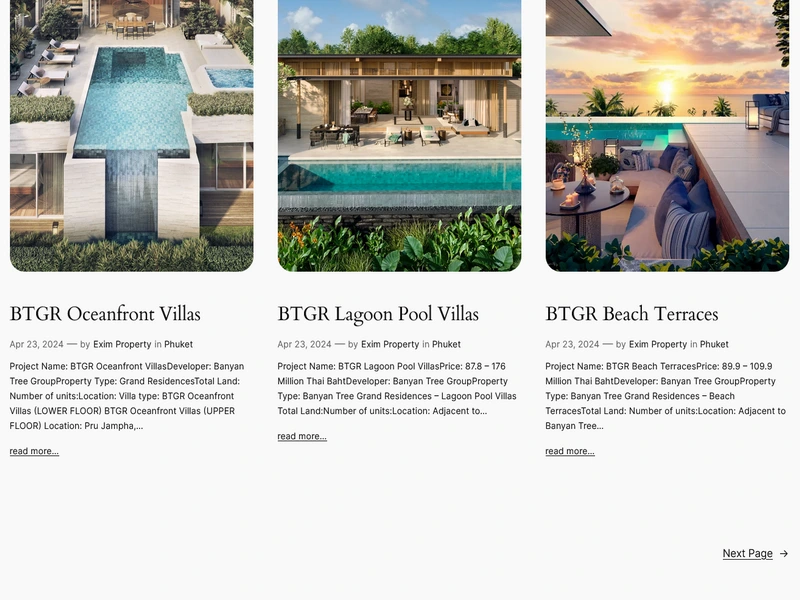 BTGR Oceanfront Villas
Apr 23, 2024 — by Exim Property in Phuket
Project Name: BTGR Oceanfront VillasDeveloper: Banyan
Tree GroupProperty Type: Grand ResidencesTotal Land:
Number of units:Location: Villa type: BTGR Oceanfront
Villas (LOWER FLOOR) BTGR Oceanfront Villas (UPPER
FLOOR) Location: Pru Jampha,...
read more...
BTGR Lagoon Pool Villas
Apr 23, 2024 — by Exim Property in Phuket
Project Name: BTGR Lagoon Pool VillasPrice: 87.8 – 176
Million Thai BahtDeveloper: Banyan Tree GroupProperty
Type: Banyan Tree Grand Residences – Lagoon Pool Villas
Total Land:Number of units:Location: Adjacent to...
read more...
BTGR Beach Terraces
Apr 23, 2024 — by Exim Property in Phuket
Project Name: BTGR Beach TerracesPrice: 89.9 – 109.9
Million Thai BahtDeveloper: Banyan Tree GroupProperty
Type: Banyan Tree Grand Residences – Beach
TerracesTotal Land: Number of units:Location: Adjacent to
Banyan Tree...
read more...
Next Page →